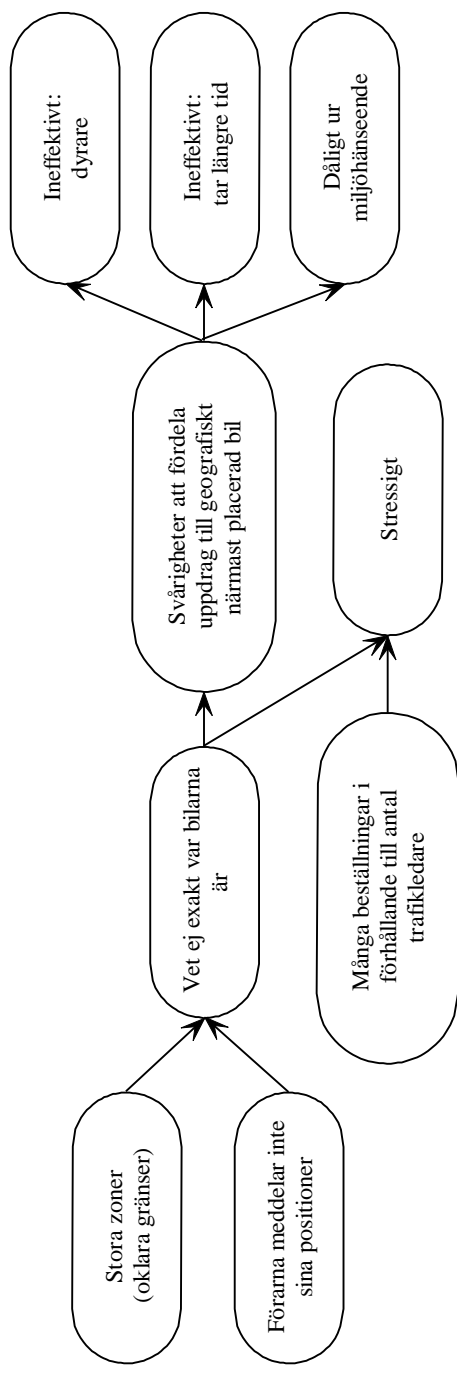 Stora zoner
(oklara gränser)
Förarna meddelar inte
sina positioner
Vet ej exakt var bilarna
är
Många beställningar i
förhållande till antal
trafikledare
Svårigheter att fördela
uppdrag till geografiskt
närmast placerad bil
Stressigt
Ineffektivt:
dyrare
Ineffektivt:
tar längre tid
Dåligt ur
miljöhänseende